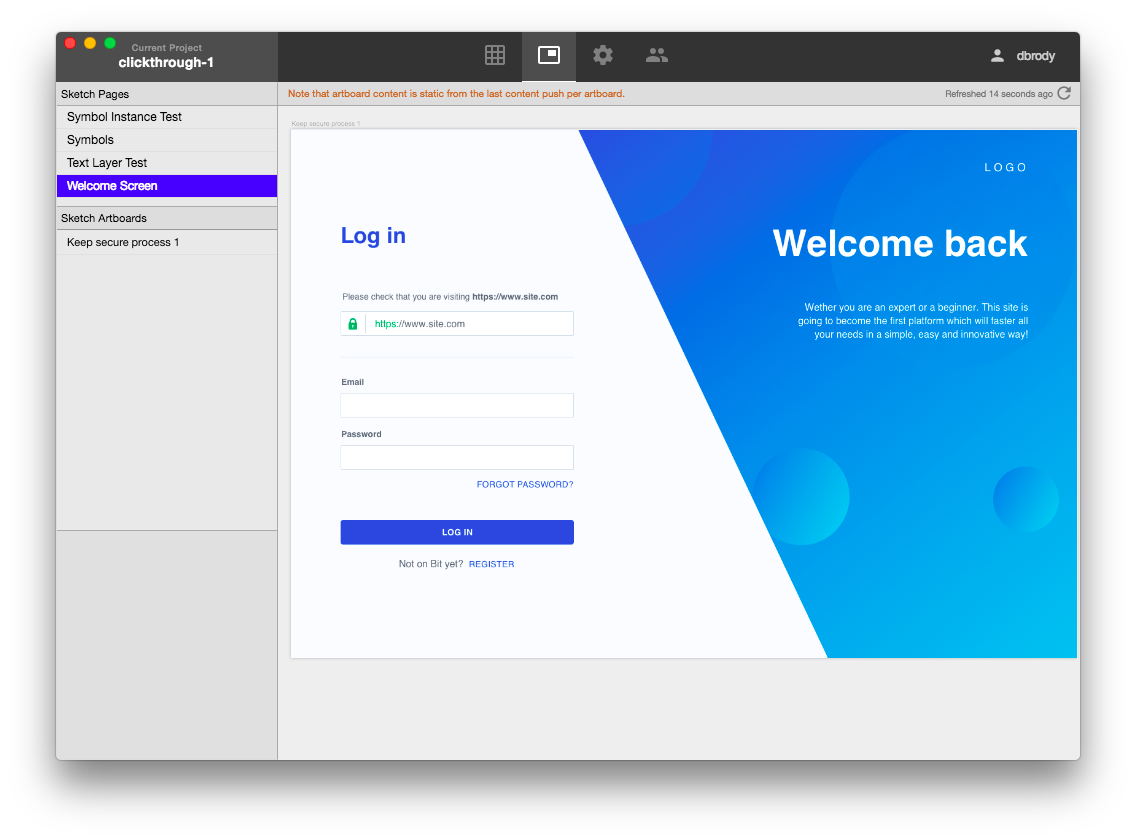 Current Project
clickthrough-1
dbrody
Sketch Pages
Symbol Instance Test
Symbols
Text Layer Test
Welcome Screen
Sketch Artboards
Keep secure process 1
Note that artboard content is static from the last content push per artboard.
Refreshed 14 seconds ago
Keep secure process 1
Log in
Please check that you are visiting https://www.site.com
https://www.site.com
Email
Password
FORGOT PASSWORD?
LOG IN
Not on Bit yet? REGISTER
LOGO
Welcome back
Wether you are an expert or a beginner. This site is
going to become the first platform which will faster all
your needs in a simple, easy and innovative way!